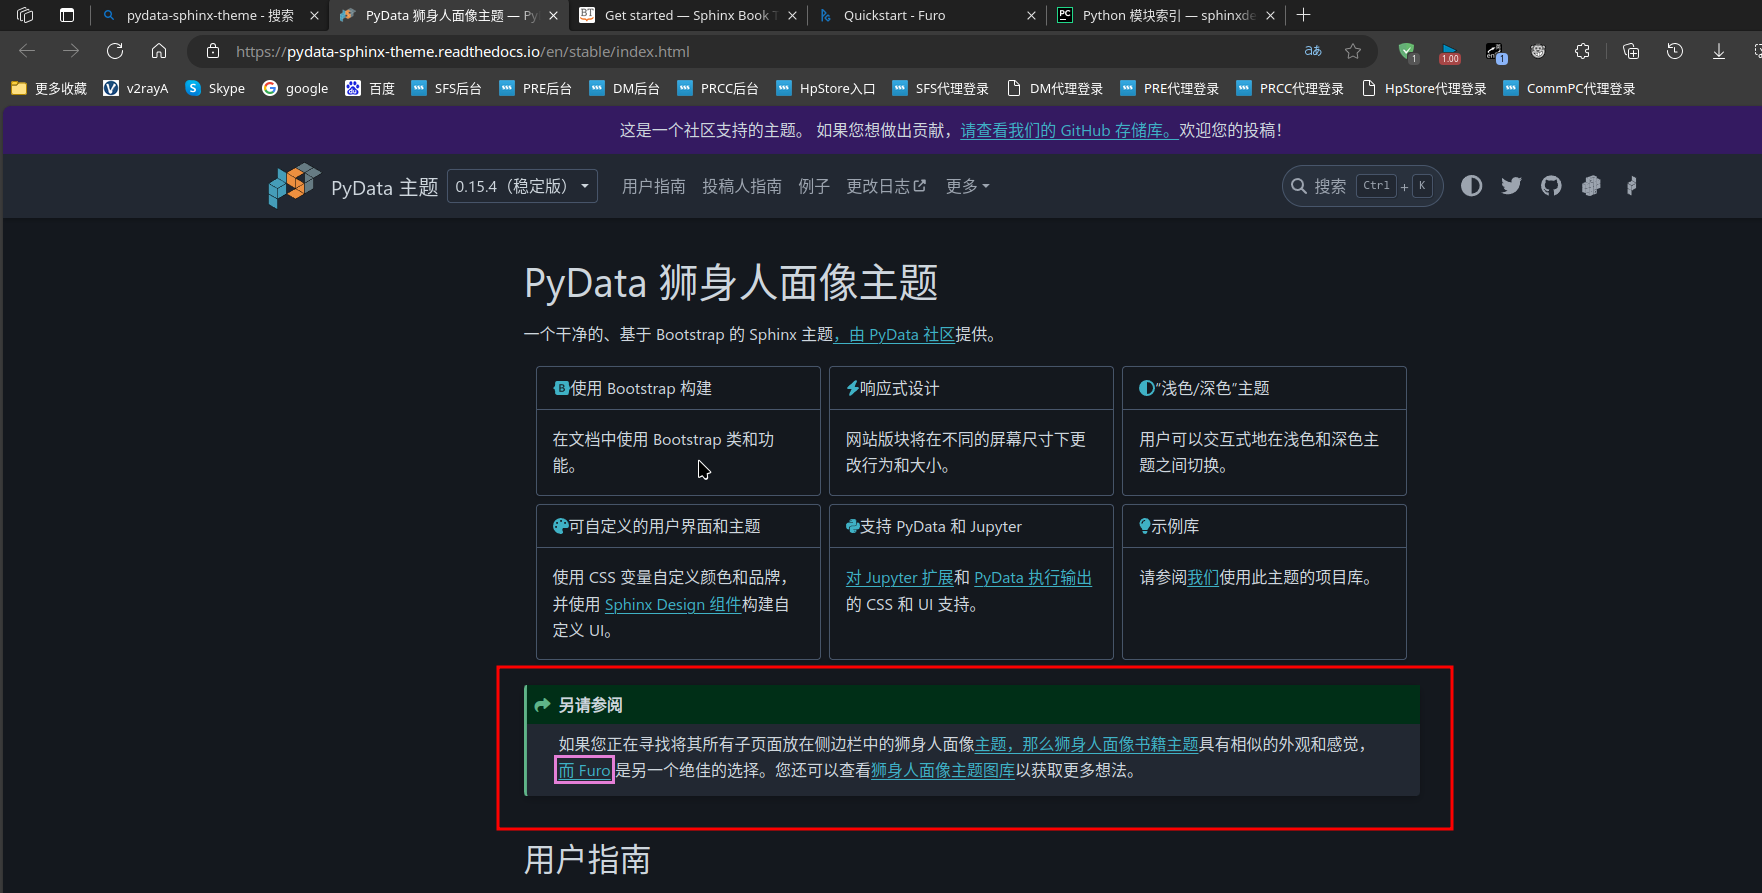 pydata-sphinx-theme - 搜索
PyData 狮身人面像主题 — Py
Get started — Sphinx Book T
Quickstart - Furo
Python 模块索引 — sphinxde
https://pydata-sphinx-theme.readthedocs.io/en/stable/index.html
1
1.00
1
更多收藏 v2rayA Skype google 百度 SFS后台 PRE后台 DM后台 PRCC后台 HpStore入口 SFS代理登录 DM代理登录 PRE代理登录 PRCC代理登录 HpStore代理登录 CommPC代理登录
这是一个社区支持的主题。 如果您想做出贡献，请查看我们的 GitHub 存储库。欢迎您的投稿！
PyData 主题 0.15.4（稳定版） 用户指南 投稿人指南 例子 更改日志 更多 搜索 Ctrl + K
PyData 狮身人面像主题
一个干净的、基于 Bootstrap 的 Sphinx 主题，由 PyData 社区提供。
使用 Bootstrap 构建
在文档中使用 Bootstrap 类和功
能。
响应式设计
网站版块将在不同的屏幕尺寸下更
改行为和大小。
“浅色/深色”主题
用户可以交互式地在浅色和深色主
题之间切换。
可自定义的用户界面和主题
使用 CSS 变量自定义颜色和品牌，
并使用 Sphinx Design 组件构建自
定义 UI。
支持 PyData 和 Jupyter
对 Jupyter 扩展和 PyData 执行输出
的 CSS 和 UI 支持。
示例库
请参阅我们使用此主题的项目库。
另请参阅
如果您正在寻找将其所有子页面放在侧边栏中的狮身人面像主题，那么狮身人面像书籍主题具有相似的外观和感觉，
而 Furo 是另一个绝佳的选择。您还可以查看狮身人面像主题图库以获取更多想法。
用户指南